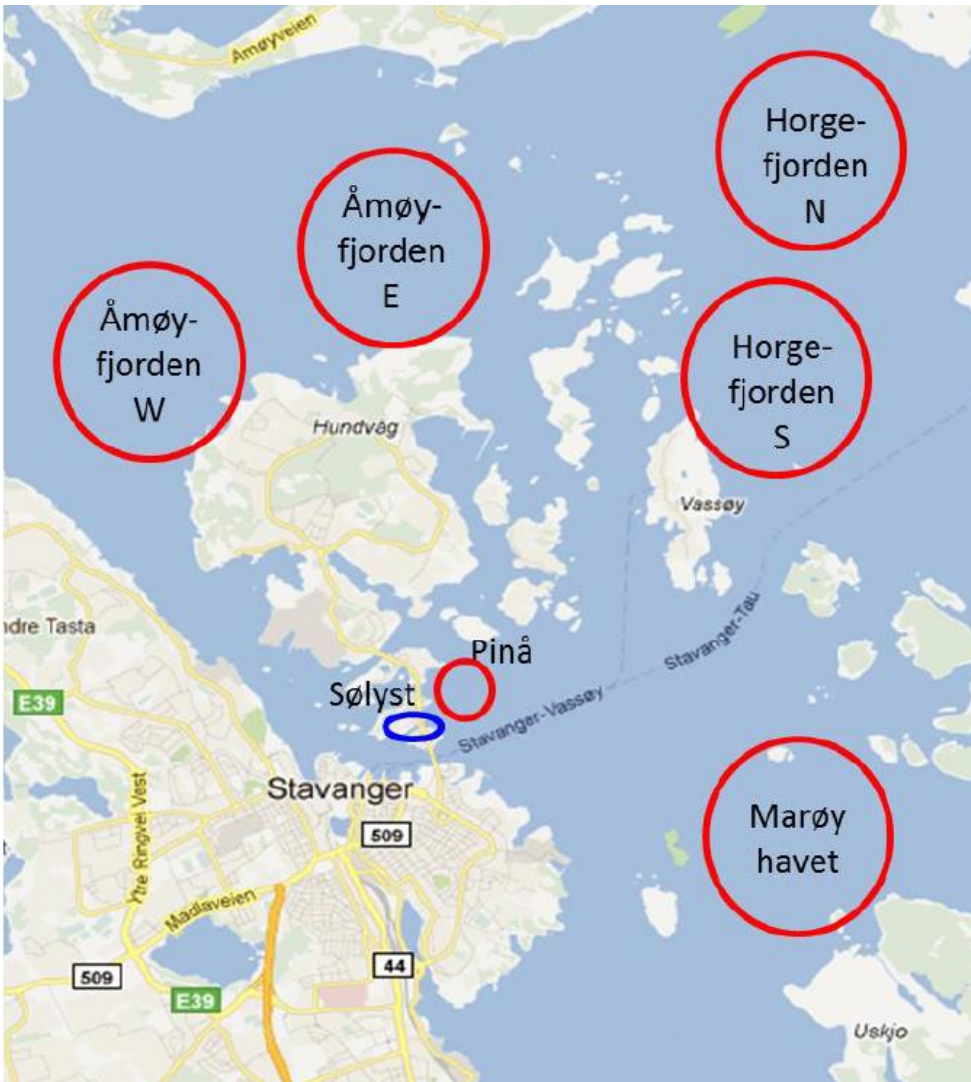 Åmøyveien
Horge-
fjorden
N
Åmøy-
fjorden
E
Åmøy-
fjorden
W
Horge-
fjorden
S
Hundvåg
Vassøy
ndre Tasta
Stavanger-Tau
Pinå
E39
Sølyst
Stavanger-Vassøy
Stavanger
509
Ytre Ringvei Vest
Marøy
havet
Madlaveien
44
509
E39
Uskjo